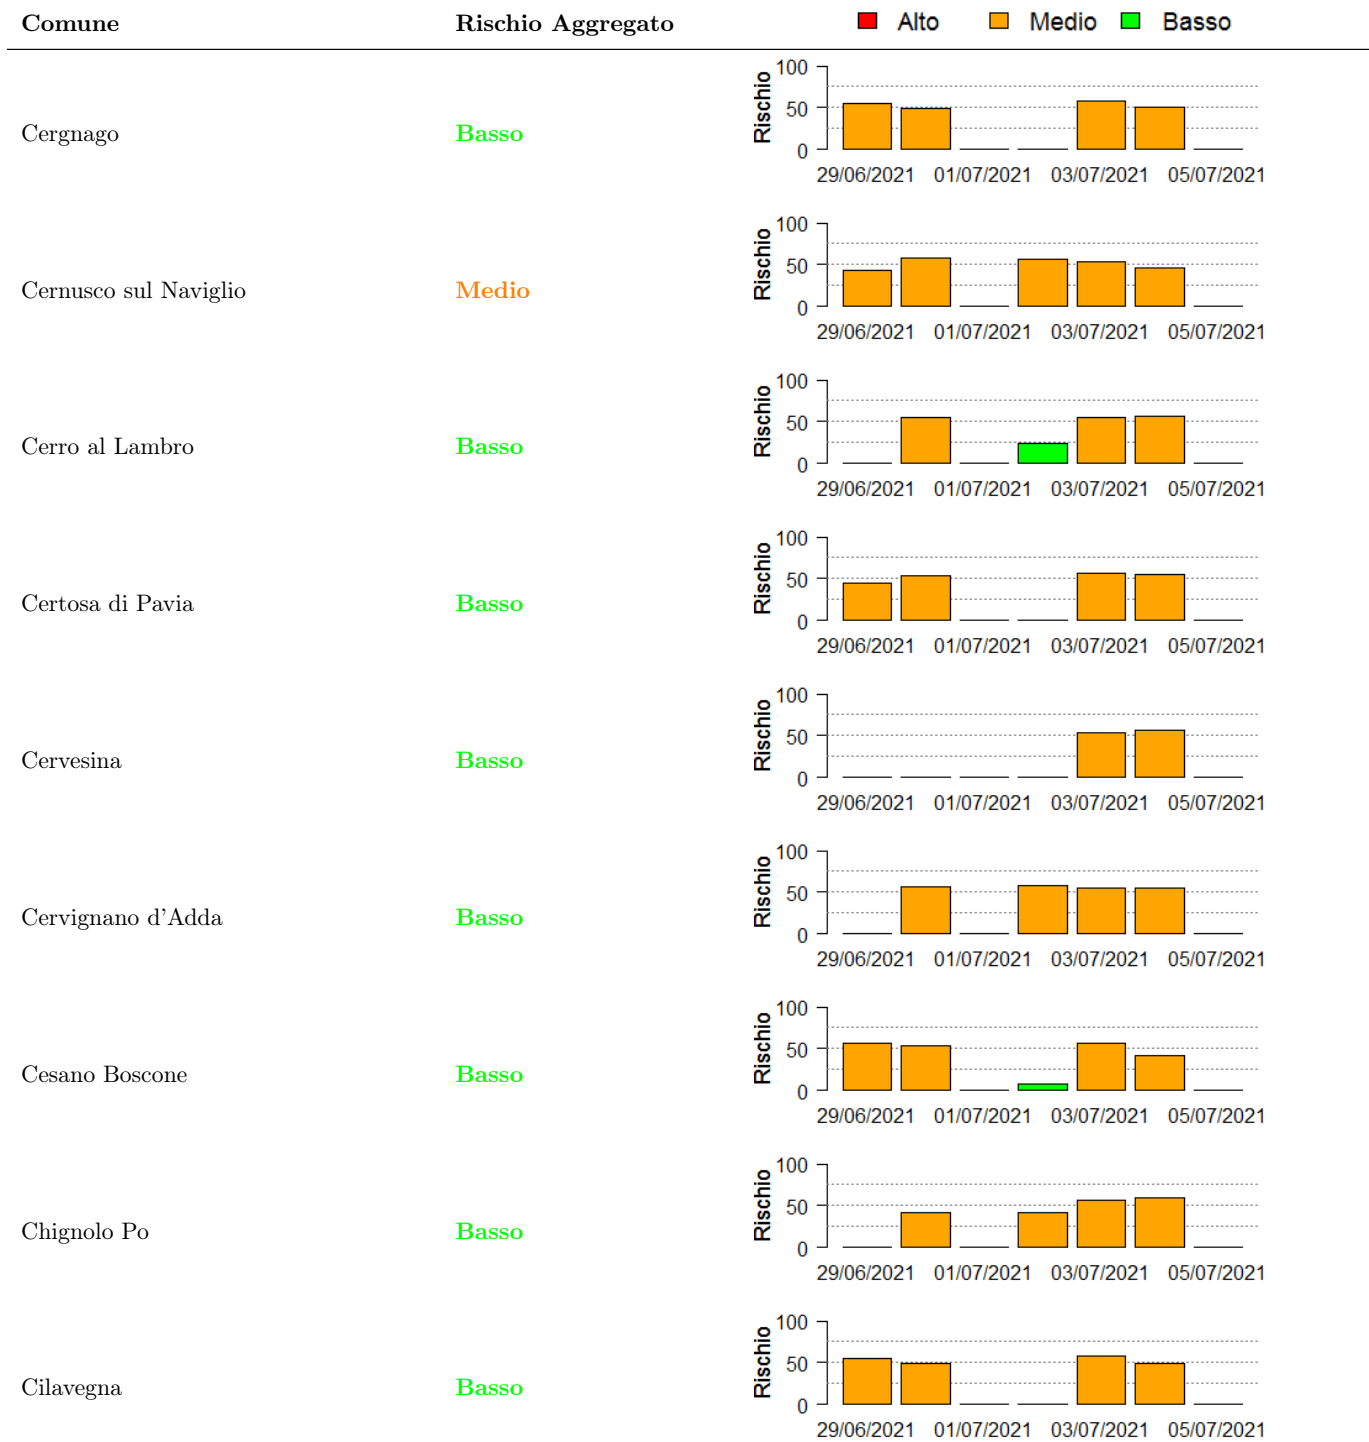 Comune Rischio Aggregato Alto Medio Basso
100
50
0
Rischio
Cergnago Basso
29/06/2021 01/07/2021 03/07/2021 05/07/2021
100
50
0
Rischio
Cernusco sul Naviglio Medio
29/06/2021 01/07/2021 03/07/2021 05/07/2021
100
50
0
Rischio
Cerro al Lambro Basso
29/06/2021 01/07/2021 03/07/2021 05/07/2021
100
50
0
Rischio
Certosa di Pavia Basso
29/06/2021 01/07/2021 03/07/2021 05/07/2021
100
50
0
Rischio
Cervesina Basso
29/06/2021 01/07/2021 03/07/2021 05/07/2021
100
50
0
Rischio
Cervignano d'Adda Basso
29/06/2021 01/07/2021 03/07/2021 05/07/2021
100
50
0
Rischio
Cesano Boscone Basso
29/06/2021 01/07/2021 03/07/2021 05/07/2021
100
50
0
Rischio
Chignolo Po Basso
29/06/2021 01/07/2021 03/07/2021 05/07/2021
100
50
0
Rischio
Cilavegna Basso
29/06/2021 01/07/2021 03/07/2021 05/07/2021